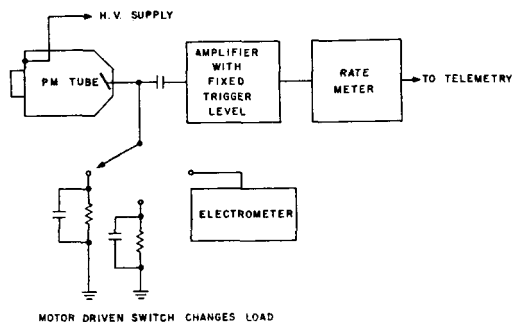 H.V. SUPPLY
PM TUBE
AMPLIFIER
WITH
FIXED
TRIGGER
LEVEL
RATE
METER
TO TELEMETRY
ELECTROMETER
MOTOR DRIVEN SWITCH CHANGES LOAD